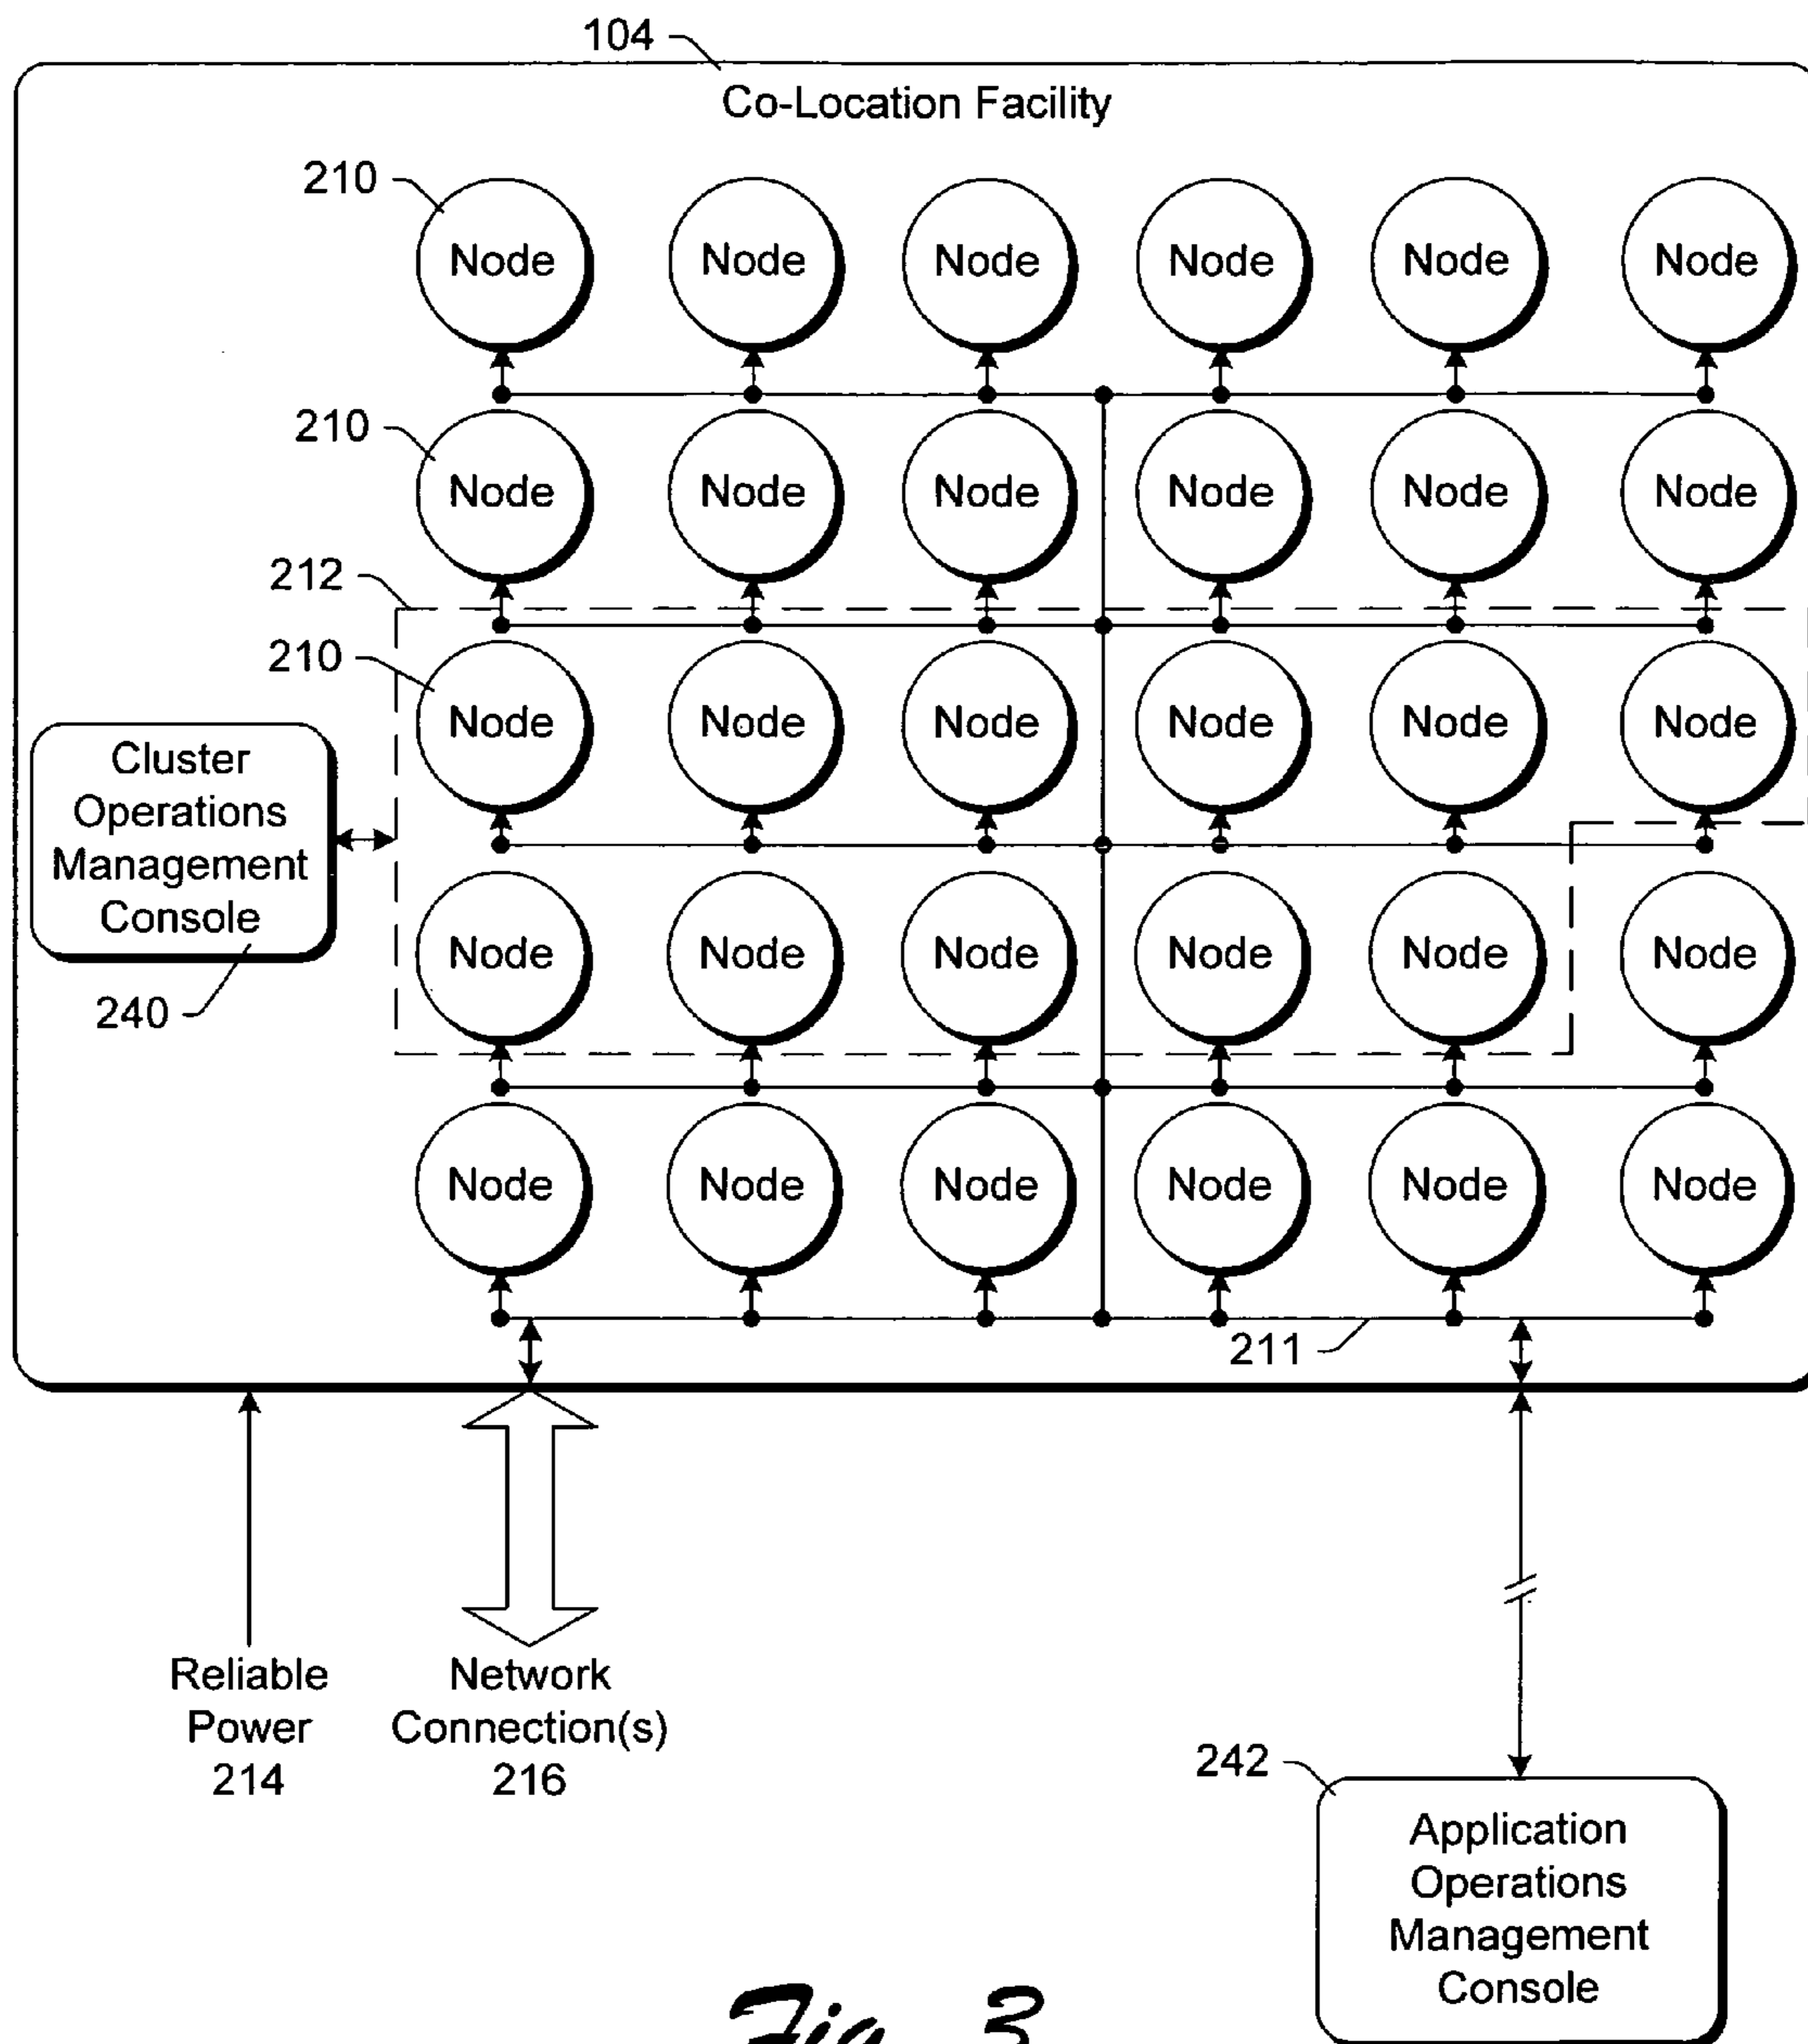 104
Co-Location Facility
210
Node Node Node Node Node Node
210
Node Node Node Node Node Node
212
210
Node Node Node Node Node Node
Cluster
Operations
Management
Console
240
Node Node Node Node Node Node
Node Node Node Node Node Node
211
Reliable
Power
214
Network
Connection(s)
216
242
Application
Operations
Management
Console
Fig. 3